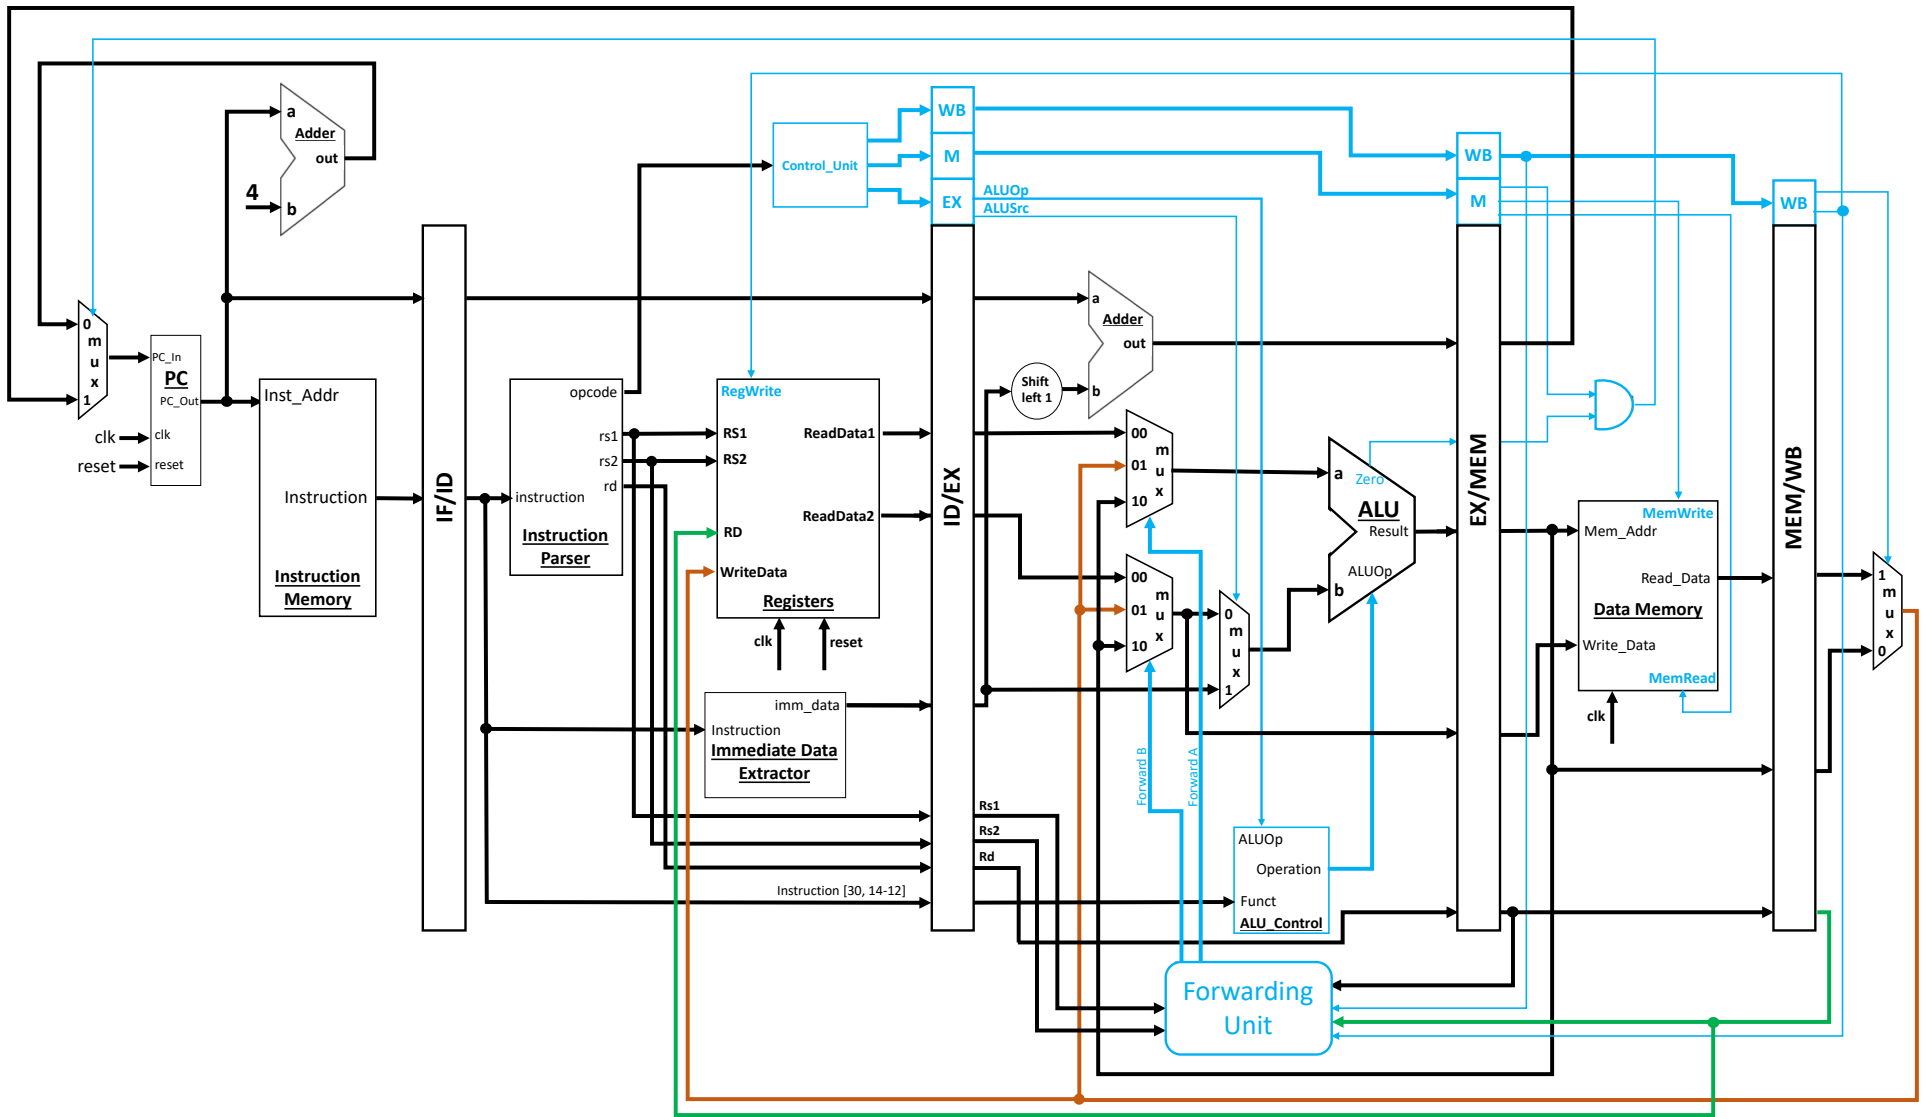 a
Adder
out
4
b
0
m
u
x
1
PC_In
PC
PC_Out
clk
clk
reset
reset
Inst_Addr
Instruction
Instruction
Memory
IF/ID
opcode
rs1
rs2
rd
instruction
Instruction
Parser
Control_Unit
RegWrite
RS1
RS2
RD
WriteData
ReadData1
ReadData2
Registers
clk
reset
imm_data
Instruction
Immediate Data
Extractor
Instruction [30, 14-12]
WB
M
EX
ID/EX
ALUOp
ALUSrc
Rs1
Rs2
Rd
a
Adder
out
b
Shift
left 1
00
01
10
m
u
x
00
01
10
m
u
x
0
m
u
x
1
a
Zero
ALU
Result
ALUOp
b
Forward B
Forward A
ALUOp
Operation
Funct
ALU_Control
Forwarding
Unit
WB
M
EX/MEM
MemWrite
Mem_Addr
Read_Data
Data Memory
Write_Data
MemRead
clk
WB
MEM/WB
1
m
u
x
0